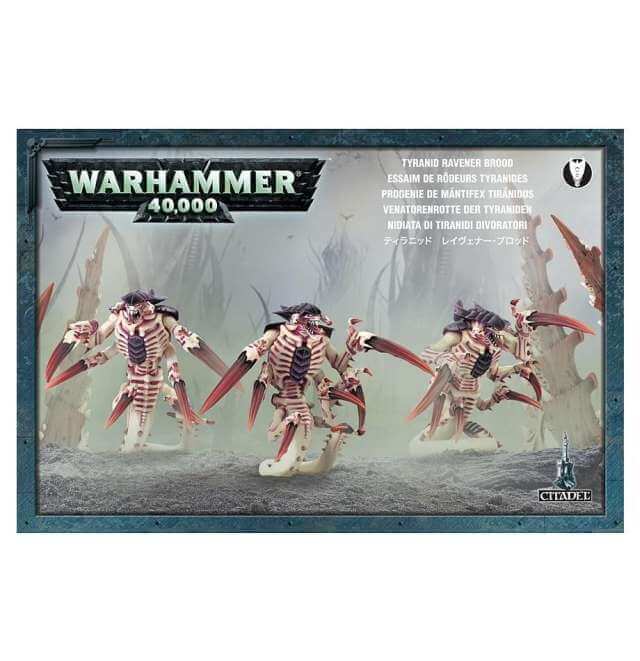 WARHAMMER®
40,000
TYRANID RAVENER BROOD
ESSAIM DE RÔDEURS TYRANIDES
PROGENIE DE MÁNTIFEX TIRÁNIDOS
VENATORENROTTE DER TYRANIDEN
NIDIATA DI TIRANIDI DIVORATORI
ティラニッド レイヴェナー・ブロッド
CITADEL